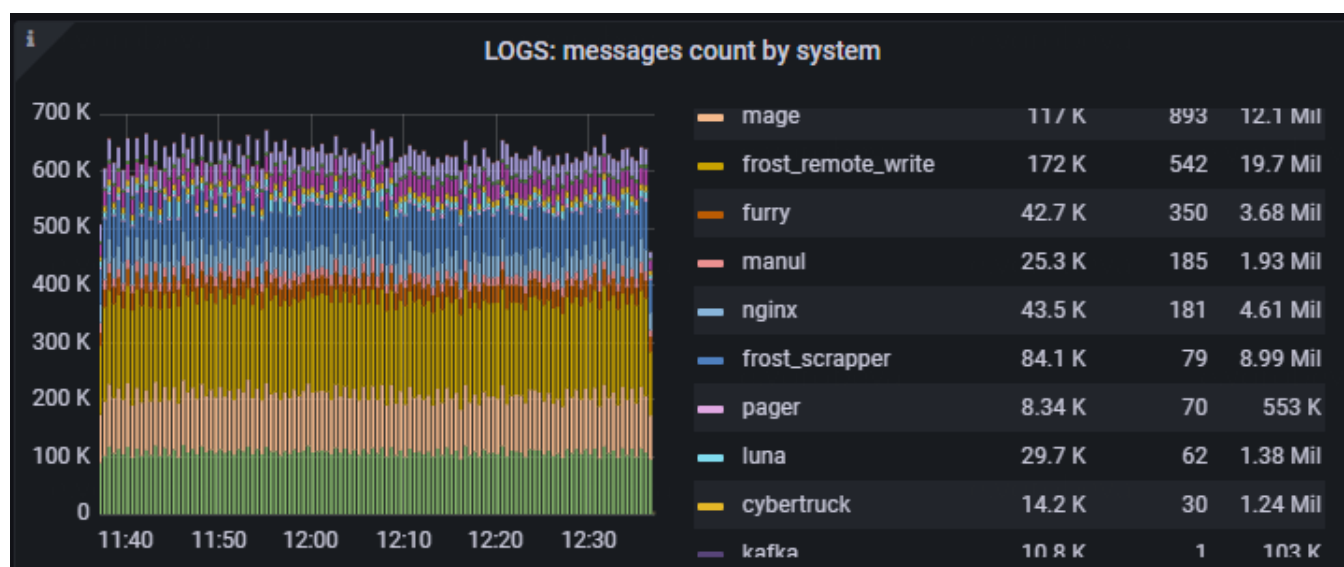 i
LOGS: messages count by system
700 K
600 K
500 K
400 K
300 K
200 K
100 K
0
11:40 11:50 12:00 12:10 12:20 12:30
mage 117 K 893 12.1 Mil
frost_remote_write 172 K 542 19.7 Mil
furry 42.7 K 350 3.68 Mil
manul 25.3 K 185 1.93 Mil
nginx 43.5 K 181 4.61 Mil
frost_scrapper 84.1 K 79 8.99 Mil
pager 8.34 K 70 553 K
luna 29.7 K 62 1.38 Mil
cybertruck 14.2 K 30 1.24 Mil
kafka 10.8 K 1 103 K